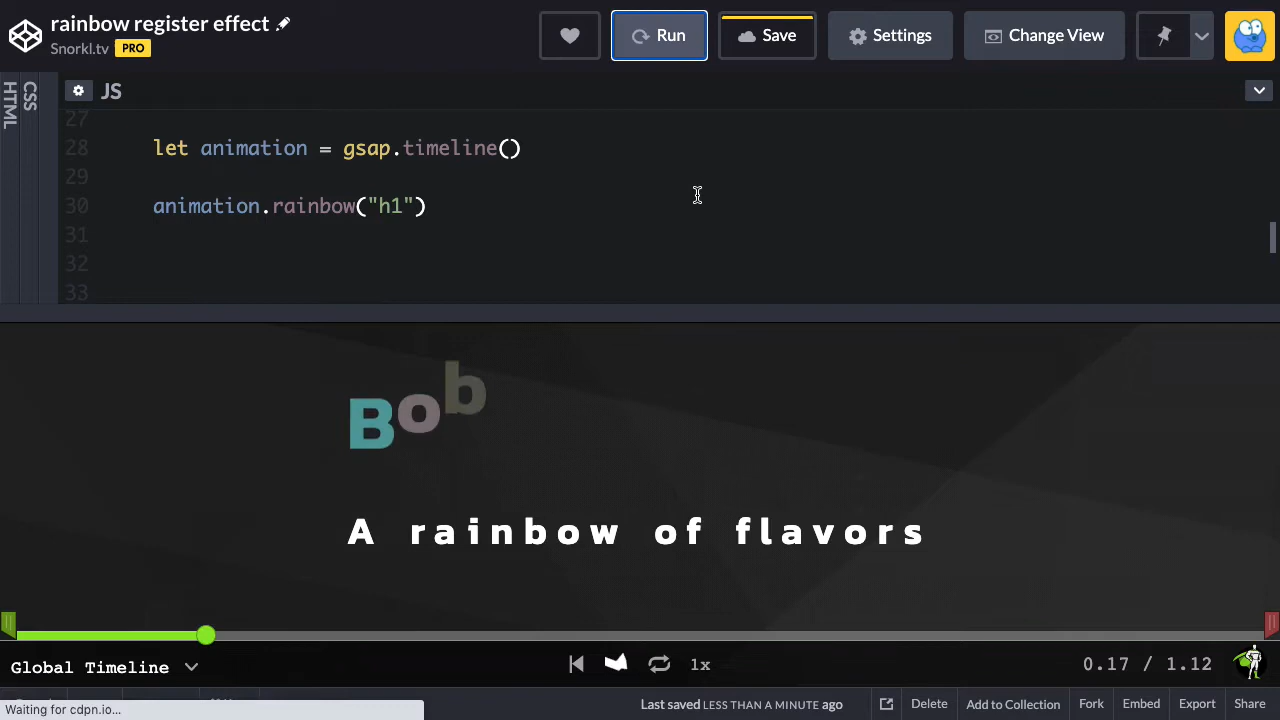 rainbow register effect
Snorkl.tv PRO
Run
Save
Settings
Change View
HTML
CSS
JS
27
28 let animation = gsap.timeline()
29
30 animation.rainbow("h1")
31
32
33
Bob
A rainbow of flavors
Global Timeline
1x
0.17 / 1.12
Waiting for cdpn.io...
Last saved LESS THAN A MINUTE ago
Delete
Add to Collection
Fork
Embed
Export
Share